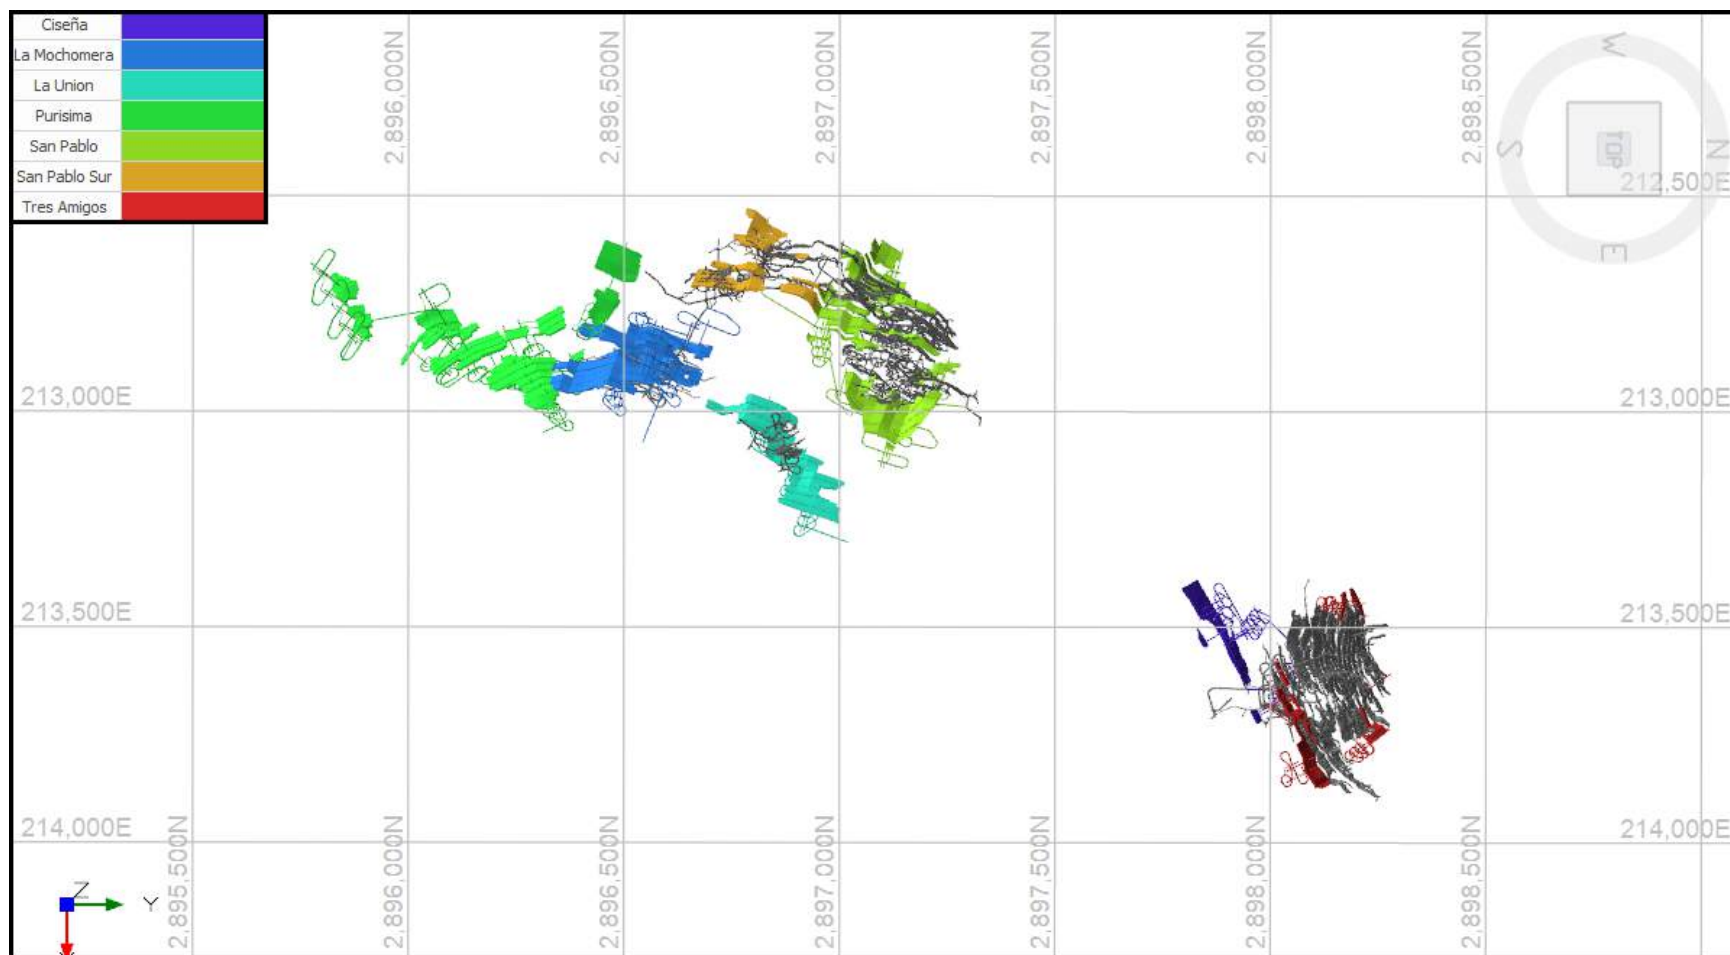 Ciseña
La Mochomera
La Union
Purisima
San Pablo
San Pablo Sur
Tres Amigos
2,896,000N
2,896,500N
2,897,000N
2,897,500N
2,898,000N
2,898,500N
W
S
TOP
N
E
212,500E
213,000E
213,000E
213,500E
213,500E
214,000E
214,000E
2,895,500N
2,896,000N
2,896,500N
2,897,000N
2,897,500N
2,898,000N
2,898,500N
Z
Y